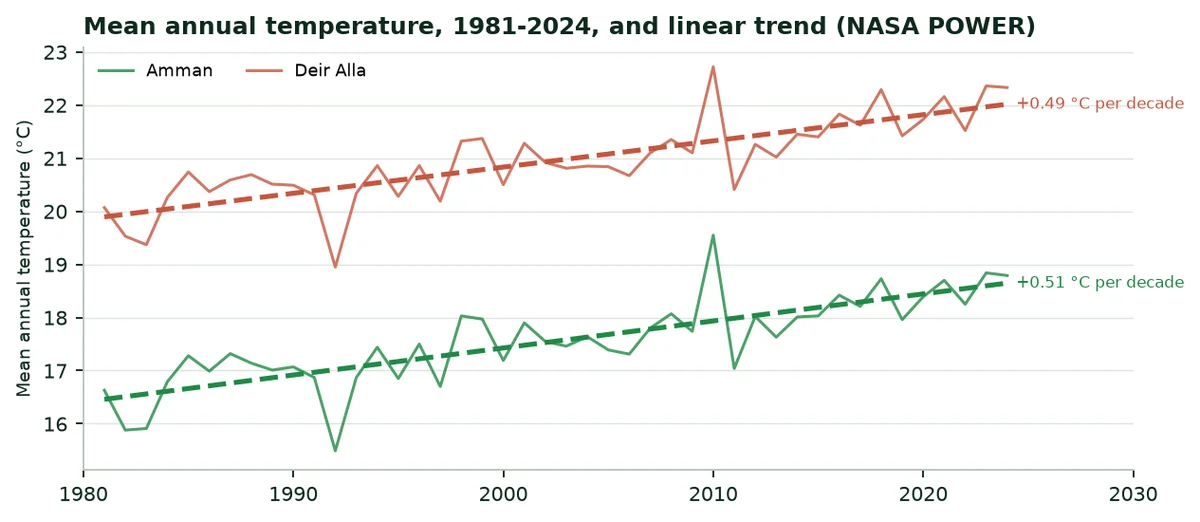 Mean annual temperature, 1981-2024, and linear trend (NASA POWER)
Amman
Deir Alla
Mean annual temperature (°C)
23
22
21
20
19
18
17
16
+0.49 °C per decade
+0.51 °C per decade
1980
1990
2000
2010
2020
2030